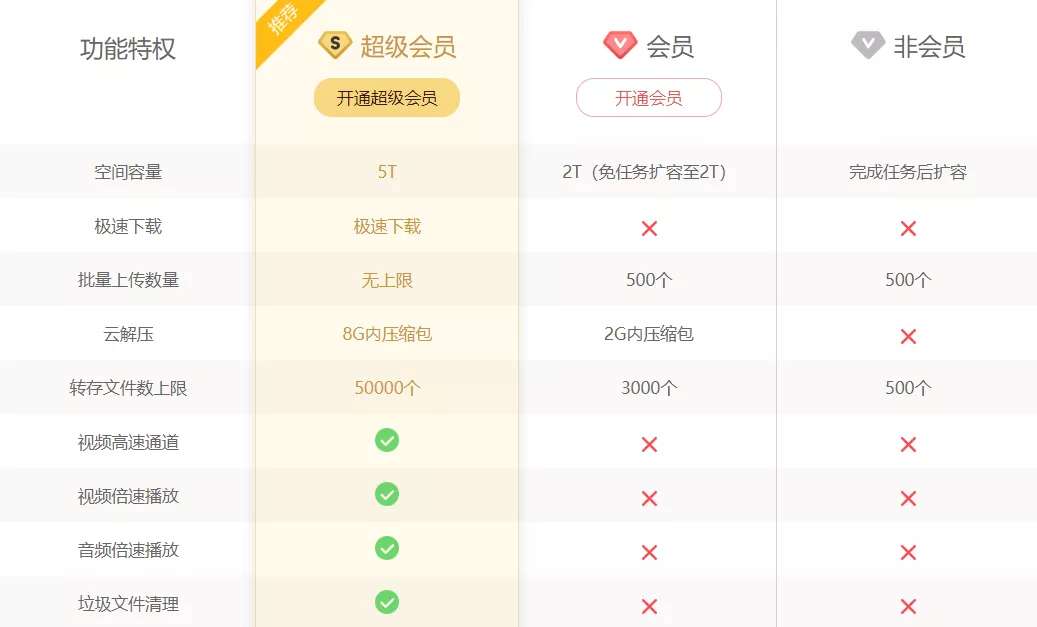 推荐
功能特权 S 超级会员 V 会员 V 非会员
开通超级会员 开通会员
空间容量 5T 2T（免任务扩容至2T） 完成任务后扩容
极速下载 极速下载
批量上传数量 无上限 500个 500个
云解压 8G内压缩包 2G内压缩包
转存文件数上限 50000个 3000个 500个
视频高速通道
视频倍速播放
音频倍速播放
垃圾文件清理